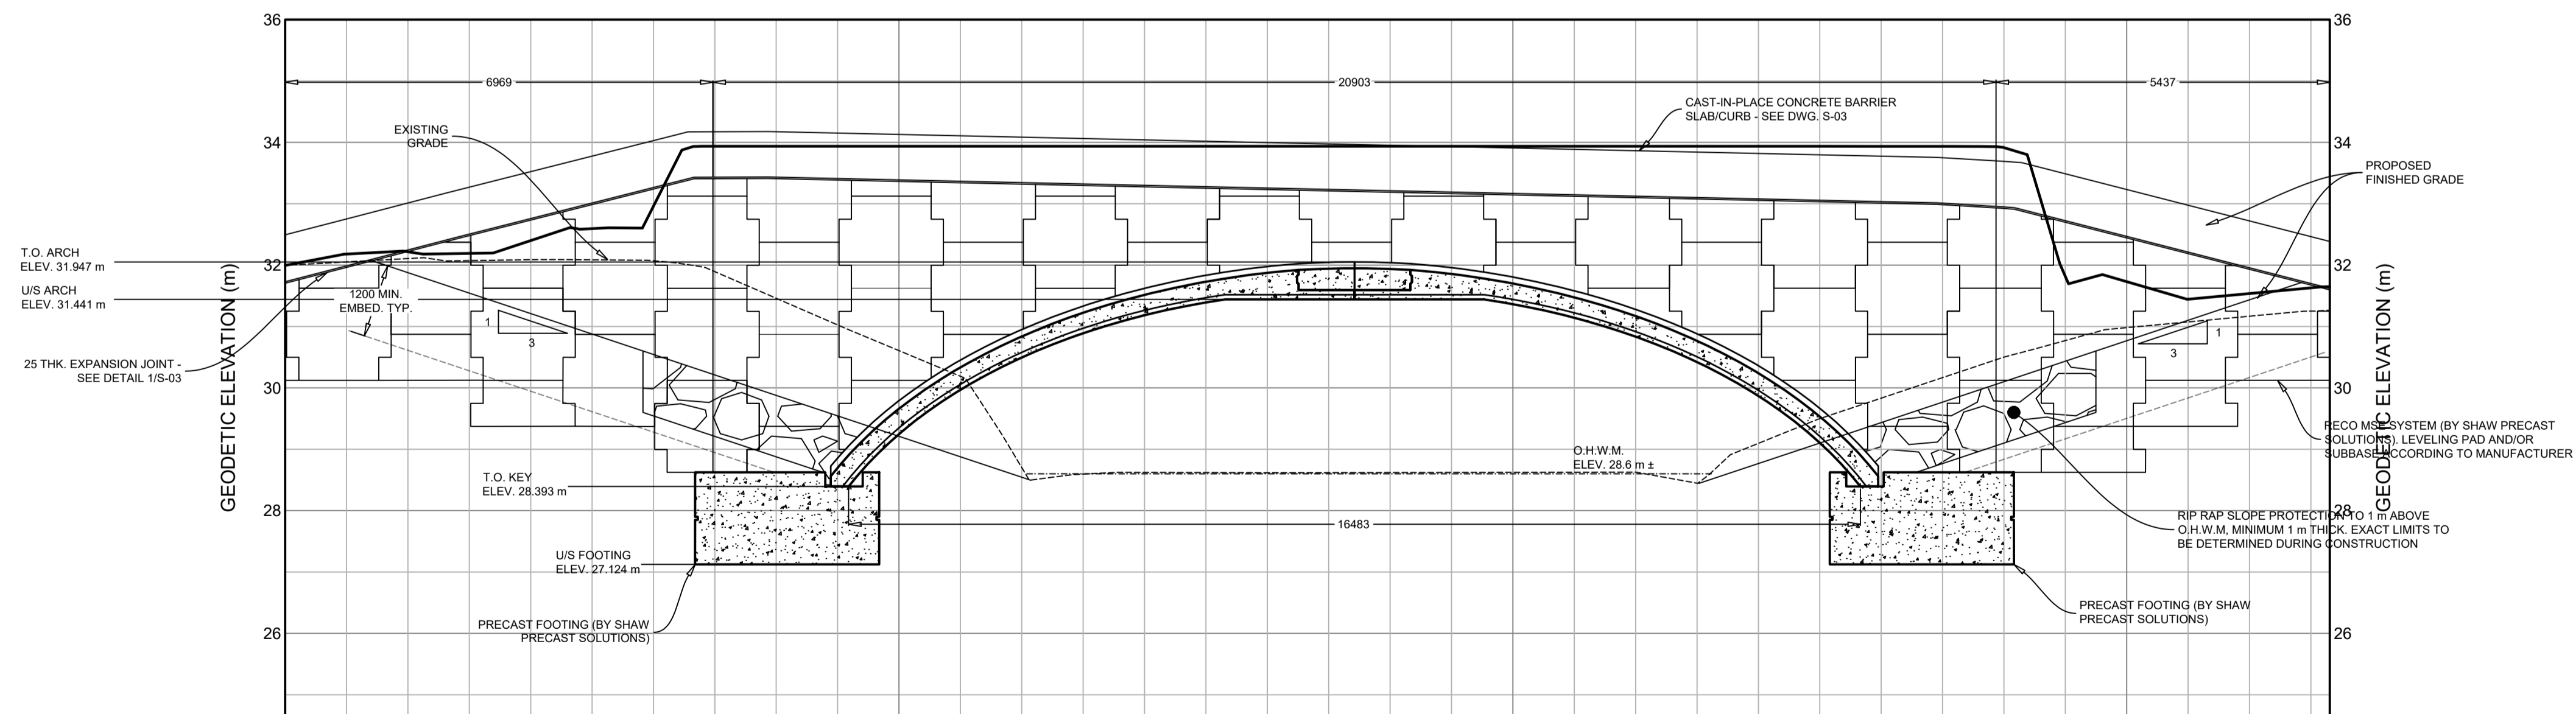 36
36
6969
20903
5437
CAST-IN-PLACE CONCRETE BARRIER
SLAB/CURB - SEE DWG. S-03
EXISTING
GRADE
34
34
PROPOSED
FINISHED GRADE
T.O. ARCH
ELEV. 31.947 m
32
32
U/S ARCH
ELEV. 31.441 m
1200 MIN.
EMBED. TYP.
1
3
1
3
25 THK. EXPANSION JOINT -
SEE DETAIL 1/S-03
GEODETIC ELEVATION (m)
GEODETIC ELEVATION (m)
30
30
RECO MSE SYSTEM (BY SHAW PRECAST
SOLUTIONS). LEVELING PAD AND/OR
SUBBASE ACCORDING TO MANUFACTURER
O.H.W.M.
ELEV. 28.6 m ±
T.O. KEY
ELEV. 28.393 m
28
28
16483
RIP RAP SLOPE PROTECTION TO 1 m ABOVE
O.H.W.M, MINIMUM 1 m THICK. EXACT LIMITS TO
BE DETERMINED DURING CONSTRUCTION
U/S FOOTING
ELEV. 27.124 m
PRECAST FOOTING (BY SHAW
PRECAST SOLUTIONS)
PRECAST FOOTING (BY SHAW
PRECAST SOLUTIONS)
26
26